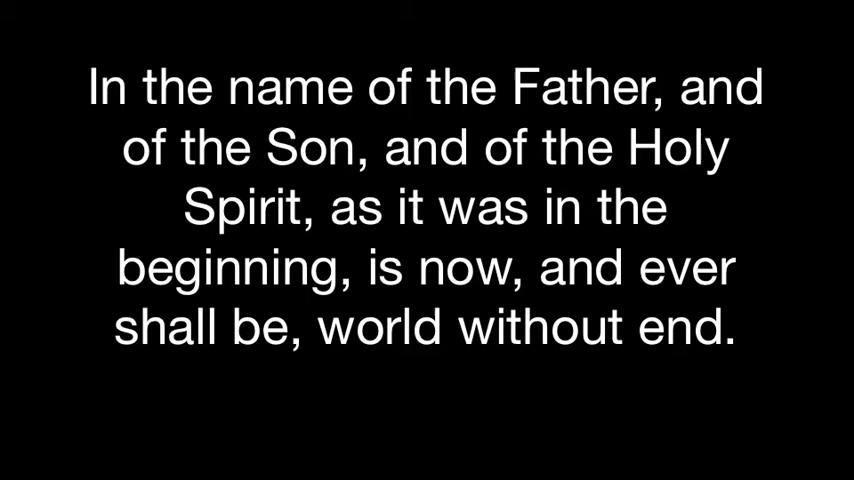 In the name of the Father, and
of the Son, and of the Holy
Spirit, as it was in the
beginning, is now, and ever
shall be, world without end.